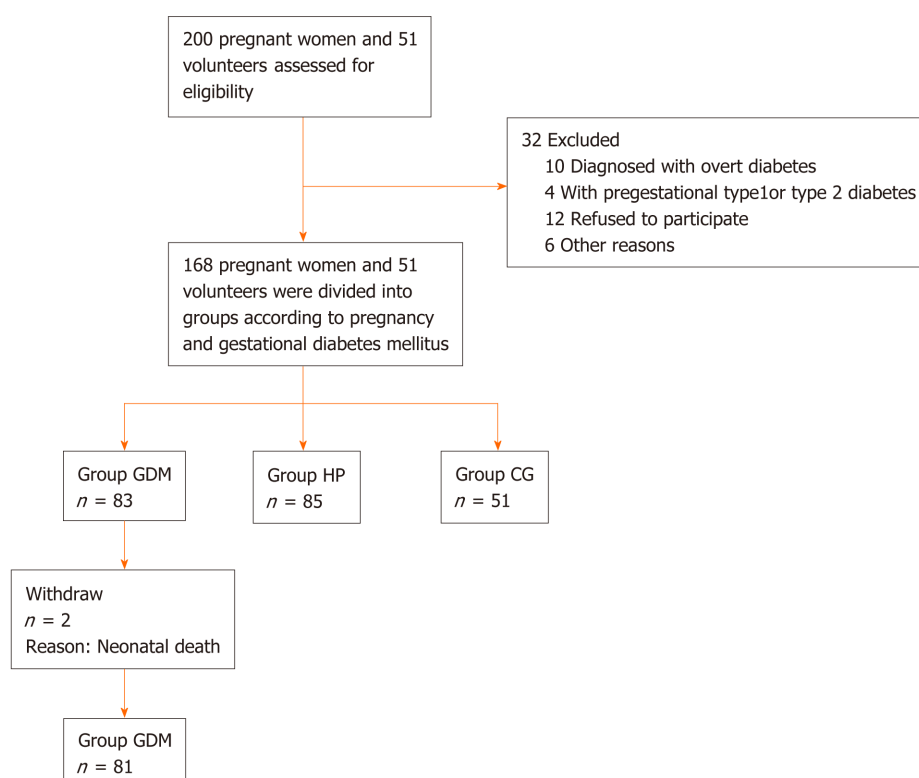 200 pregnant women and 51
volunteers assessed for
eligibility
32 Excluded
10 Diagnosed with overt diabetes
4 With pregestational type1or type 2 diabetes
12 Refused to participate
6 Other reasons
168 pregnant women and 51
volunteers were divided into
groups according to pregnancy
and gestational diabetes mellitus
Group GDM
n = 83
Group HP
n = 85
Group CG
n = 51
Withdraw
n = 2
Reason: Neonatal death
Group GDM
n = 81